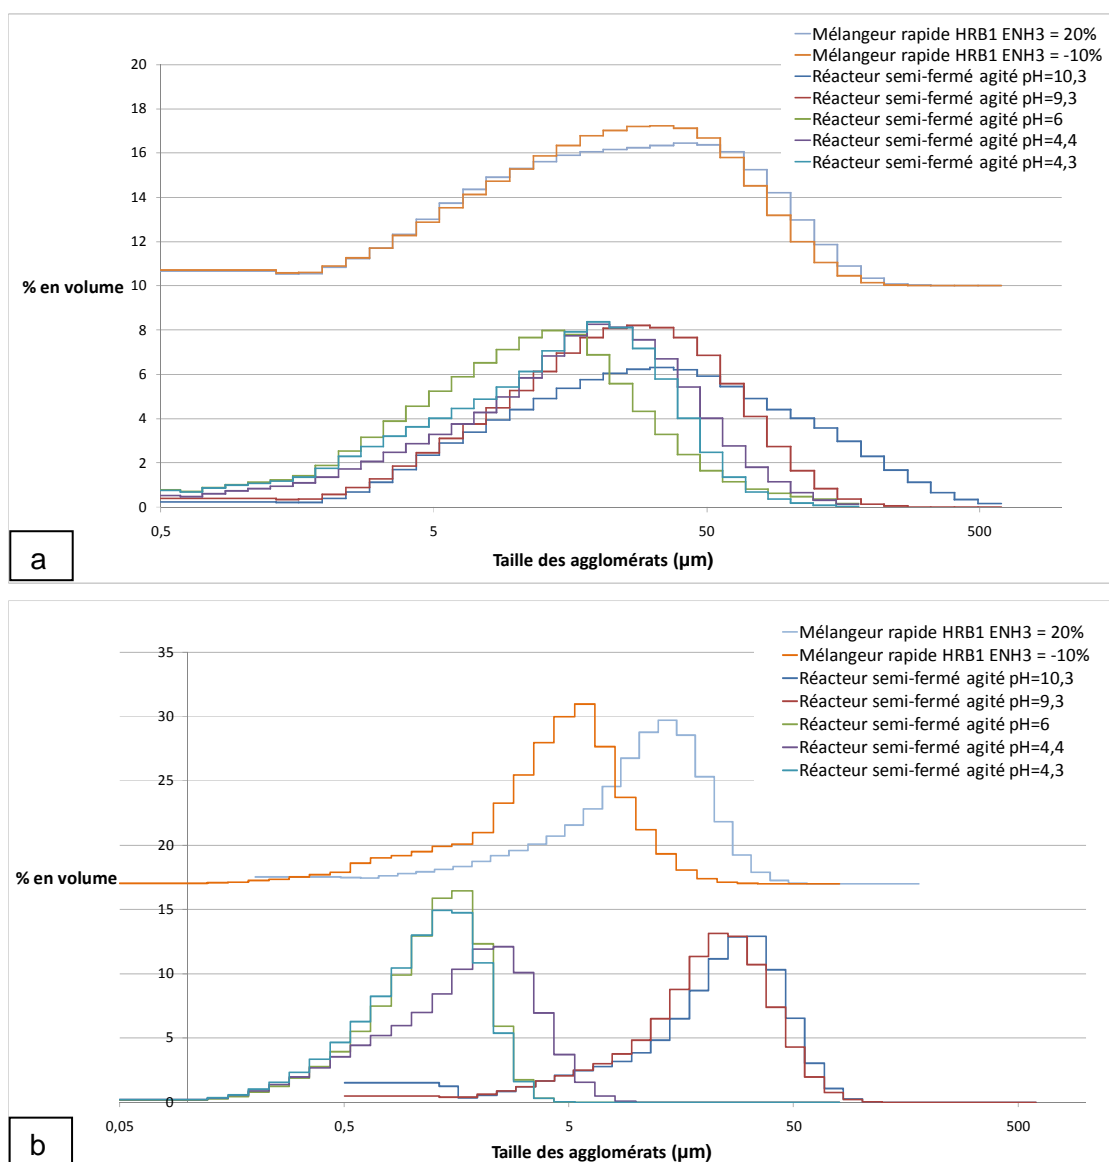 Mélangeur rapide HRB1 ENH3 = 20%
Mélangeur rapide HRB1 ENH3 = -10%
Réacteur semi-fermé agité pH=10,3
Réacteur semi-fermé agité pH=9,3
Réacteur semi-fermé agité pH=6
Réacteur semi-fermé agité pH=4,4
Réacteur semi-fermé agité pH=4,3
20
18
16
14
12
10
8
6
4
2
0
% en volume
0,5
5
50
500
Taille des agglomérats (µm)
a
Mélangeur rapide HRB1 ENH3 = 20%
Mélangeur rapide HRB1 ENH3 = -10%
Réacteur semi-fermé agité pH=10,3
Réacteur semi-fermé agité pH=9,3
Réacteur semi-fermé agité pH=6
Réacteur semi-fermé agité pH=4,4
Réacteur semi-fermé agité pH=4,3
35
30
25
20
15
10
5
0
% en volume
0,05
0,5
5
50
500
Taille des agglomérats (µm)
b